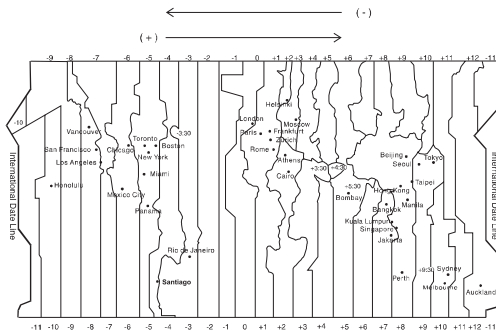 (-)
(+)
-9 -8 -7 -6 -5 -4 -3 -2 -1 0 +1 +2 +3 +4 +5 +6 +7 +8 +9 +10 +11 +12 -11
-10
Vancouver
San Francisco
Los Angeles
Honolulu
Chicago
Toronto
New York
Boston
-3:30
Miami
Mexico City
Panama
Rio de Janeiro
Santiago
London
Paris
Helsinki
Moscow
Frankfurt
Zurich
Rome
Athens
Cairo
+3:30
+4:30
+5:30
Bombay
Beijing
Seoul
Tokyo
Taipei
Hong Kong
Manila
Bangkok
Kuala Lumpur
Singapore
Jakarta
Perth
+9:30
Sydney
Melbourne
Auckland
International Date Line
International Date Line
-11 -10 -9 -8 -7 -6 -5 -4 -3 -2 -1 0 +1 +2 +3 +4 +5 +6 +7 +8 +9 +10 +11 +12 -11